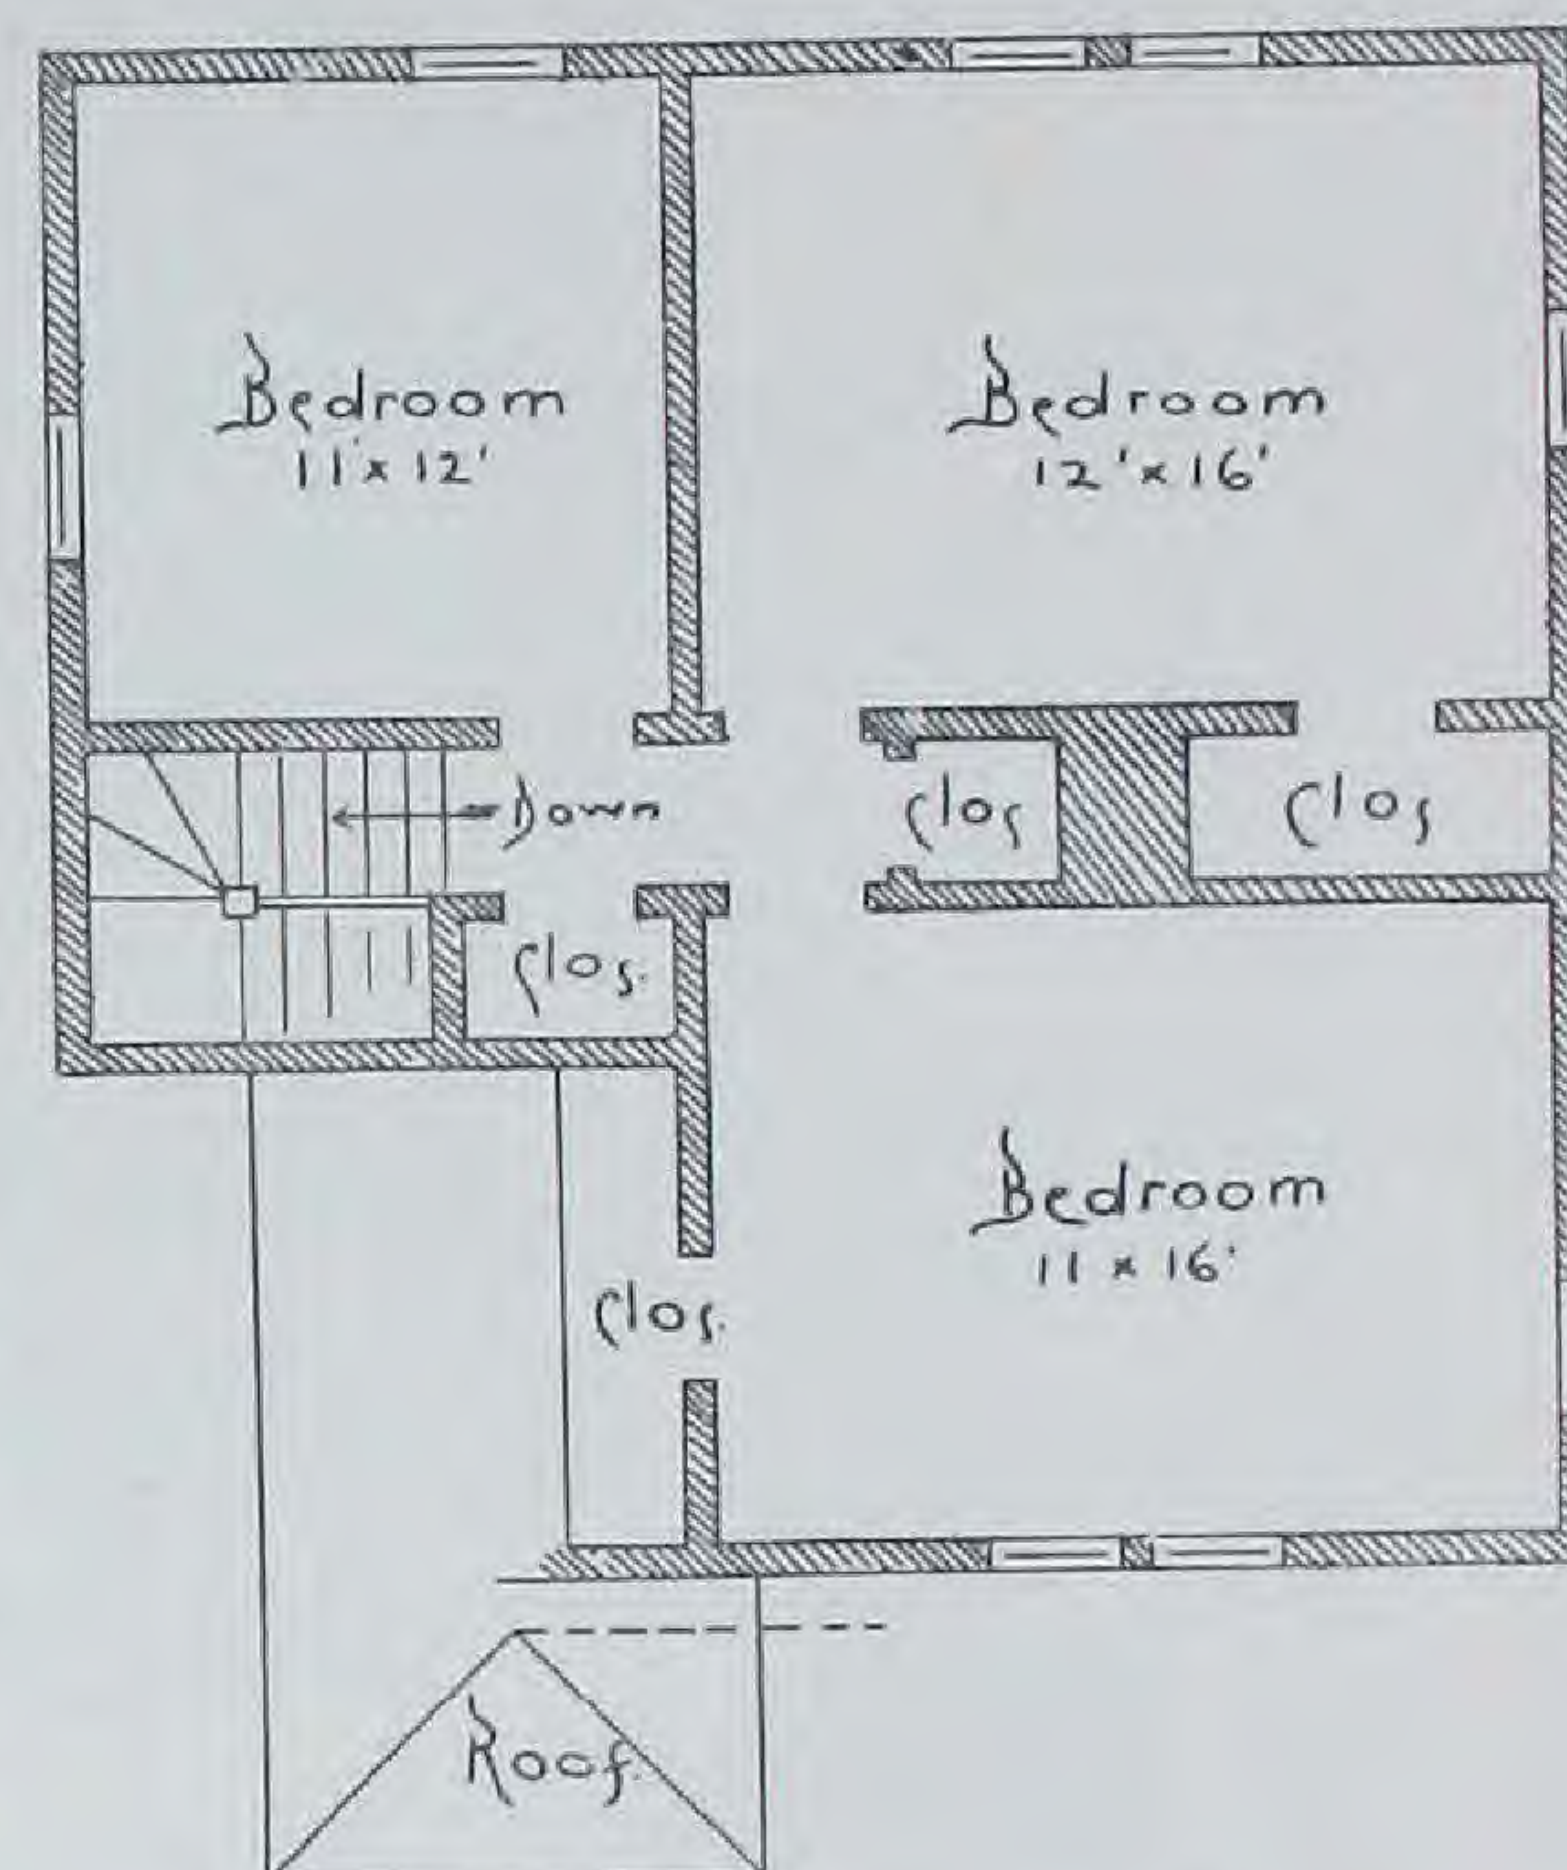 Bedroom
11' x 12'
Bedroom
12' x 16'
Down
Clos
Clos
Clos.
Bedroom
11 x 16'
Clos.
Roof.